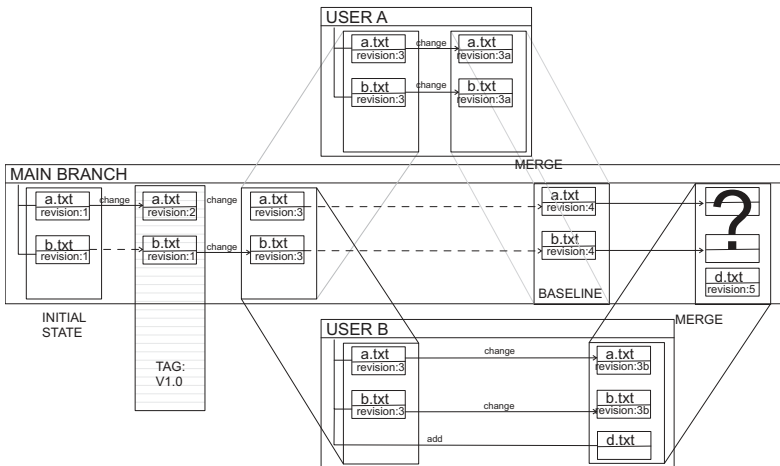 USER A
a.txt
revision:3
change
a.txt
revision:3a
b.txt
revision:3
change
b.txt
revision:3a
MERGE
MAIN BRANCH
a.txt
revision:1
change
a.txt
revision:2
change
a.txt
revision:3
a.txt
revision:4
b.txt
revision:1
b.txt
revision:1
change
b.txt
revision:3
b.txt
revision:4
?
d.txt
revision:5
BASELINE
INITIAL
STATE
TAG:
V1.0
MERGE
USER B
a.txt
revision:3
change
a.txt
revision:3b
b.txt
revision:3
change
b.txt
revision:3b
add
d.txt